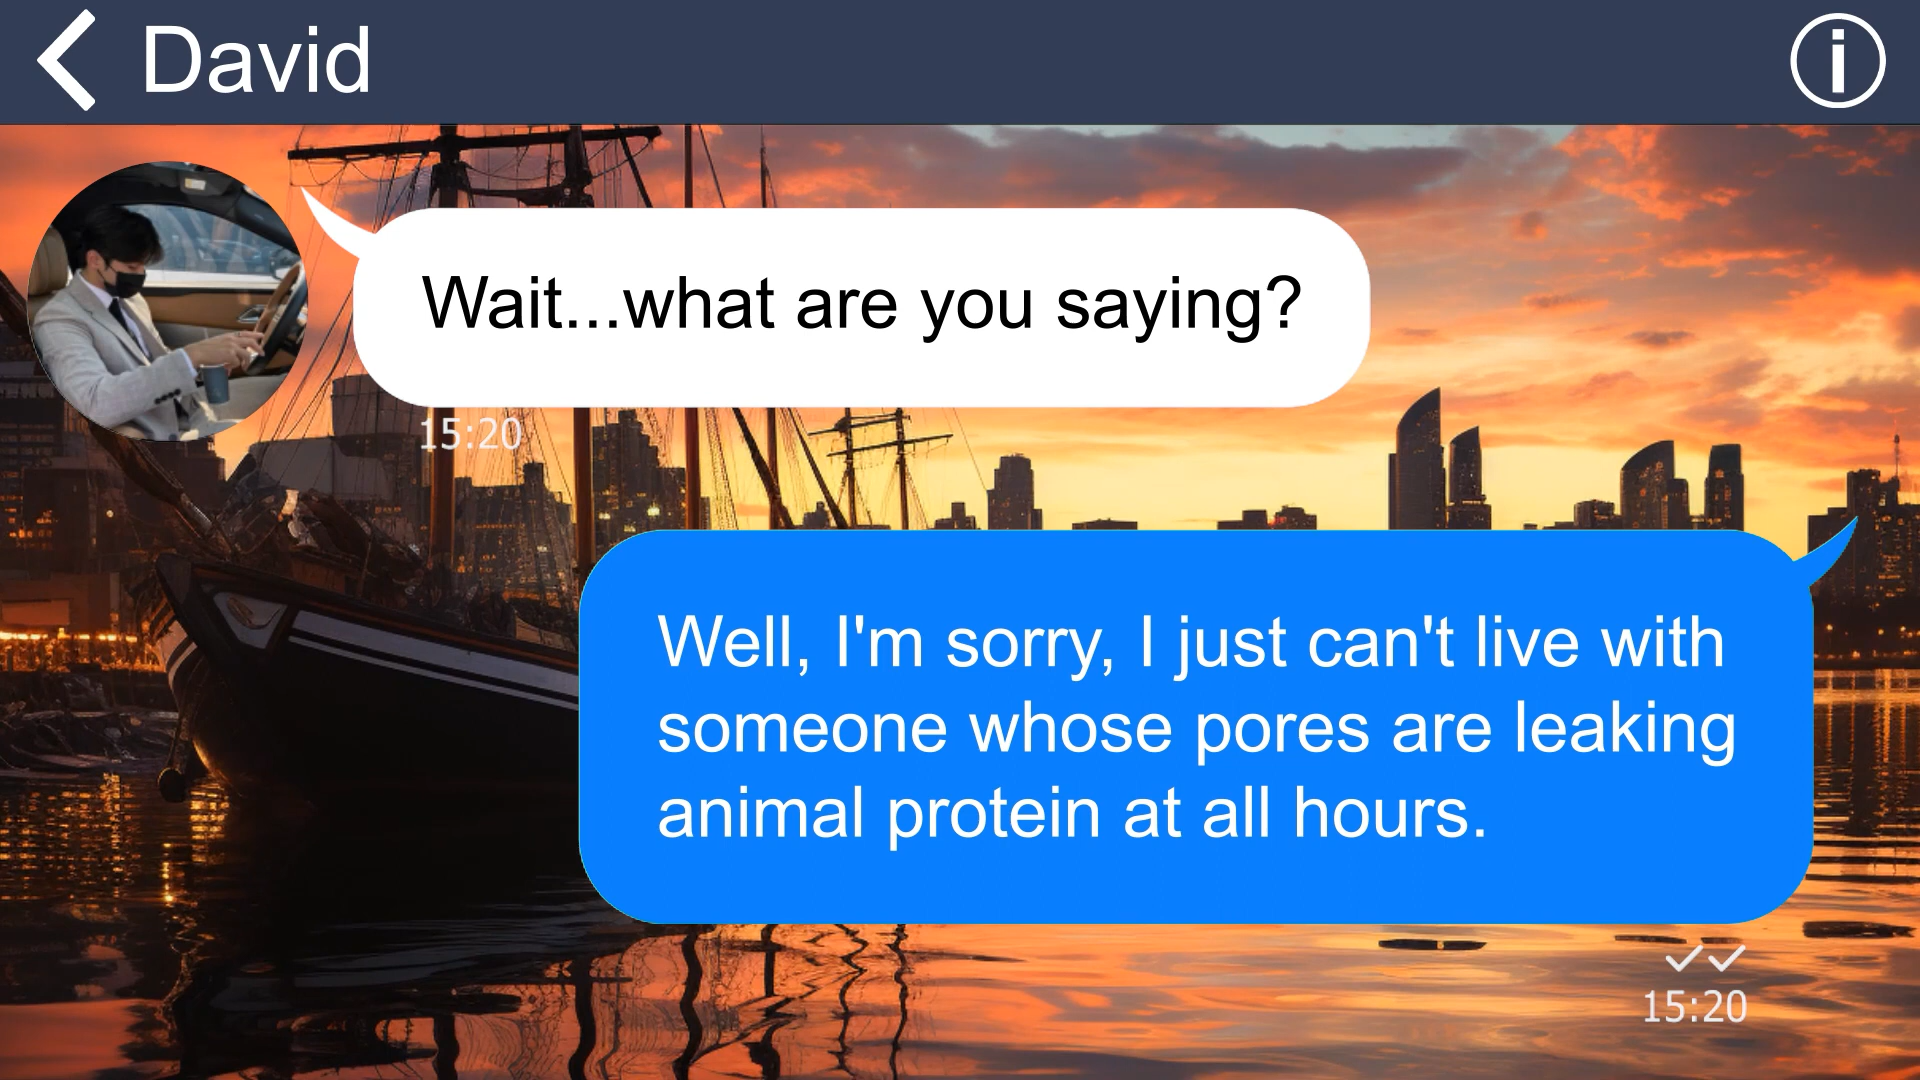 David
Wait...what are you saying?
15:20
Well, I'm sorry, I just can't live with
someone whose pores are leaking
animal protein at all hours.
15:20